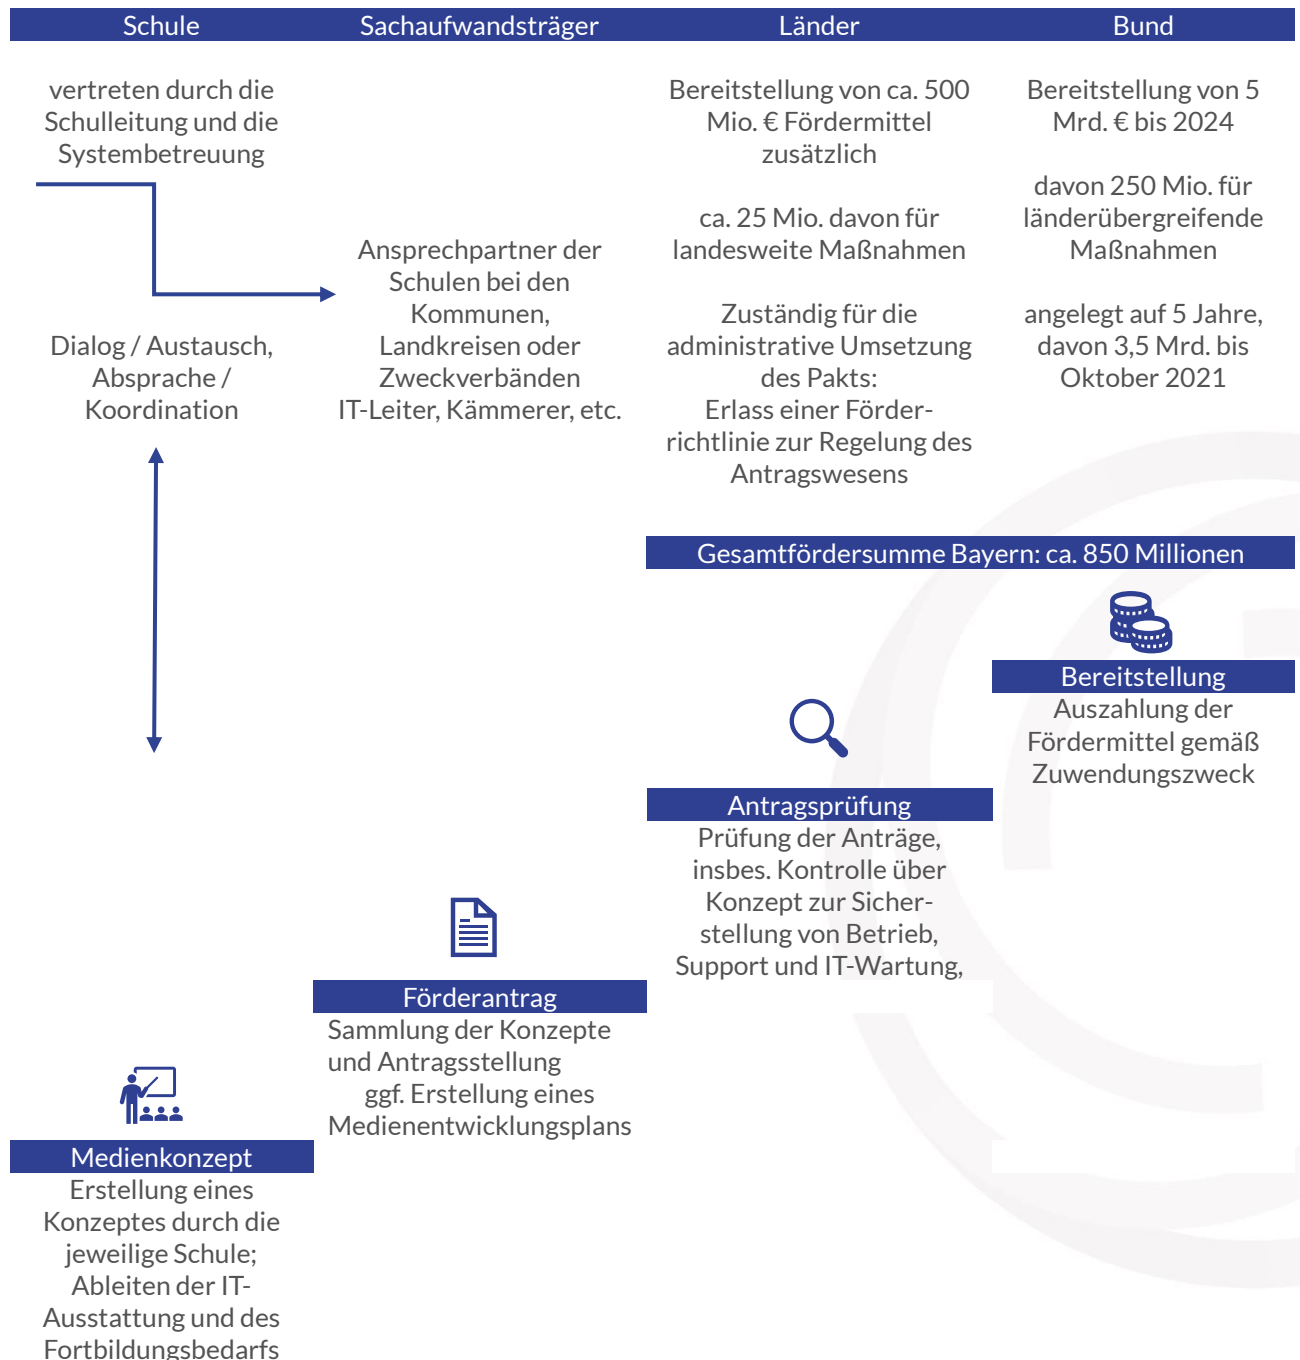 Schule
Sachaufwandsträger
Länder
Bund
vertreten durch die
Schulleitung und die
Systembetreuung
Dialog / Austausch,
Absprache /
Koordination
Ansprechpartner der
Schulen bei den
Kommunen,
Landkreisen oder
Zweckverbänden
IT-Leiter, Kämmerer, etc.
Bereitstellung von ca. 500
Mio. € Fördermittel
zusätzlich
ca. 25 Mio. davon für
landesweite Maßnahmen
Zuständig für die
administrative Umsetzung
des Pakts:
Erlass einer Förder-
richtlinie zur Regelung des
Antragswesens
Bereitstellung von 5
Mrd. € bis 2024
davon 250 Mio. für
länderübergreifende
Maßnahmen
angelegt auf 5 Jahre,
davon 3,5 Mrd. bis
Oktober 2021
Gesamtfördersumme Bayern: ca. 850 Millionen
Bereitstellung
Auszahlung der
Fördermittel gemäß
Zuwendungszweck
Antragsprüfung
Prüfung der Anträge,
insbes. Kontrolle über
Konzept zur Sicher-
stellung von Betrieb,
Support und IT-Wartung,
Förderantrag
Sammlung der Konzepte
und Antragsstellung
ggf. Erstellung eines
Medienentwicklungsplans
Medienkonzept
Erstellung eines
Konzeptes durch die
jeweilige Schule;
Ableiten der IT-
Ausstattung und des
Fortbildungsbedarfs